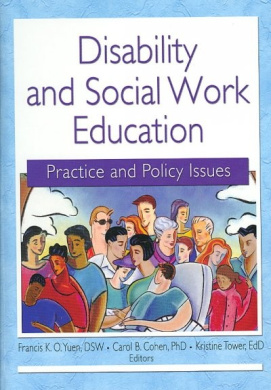 Disability
and Social Work
Education
Practice and Policy Issues
Francis K. O. Yuen, DSW • Carol B. Cohen, PhD • Kristine Tower, EdD
Editors